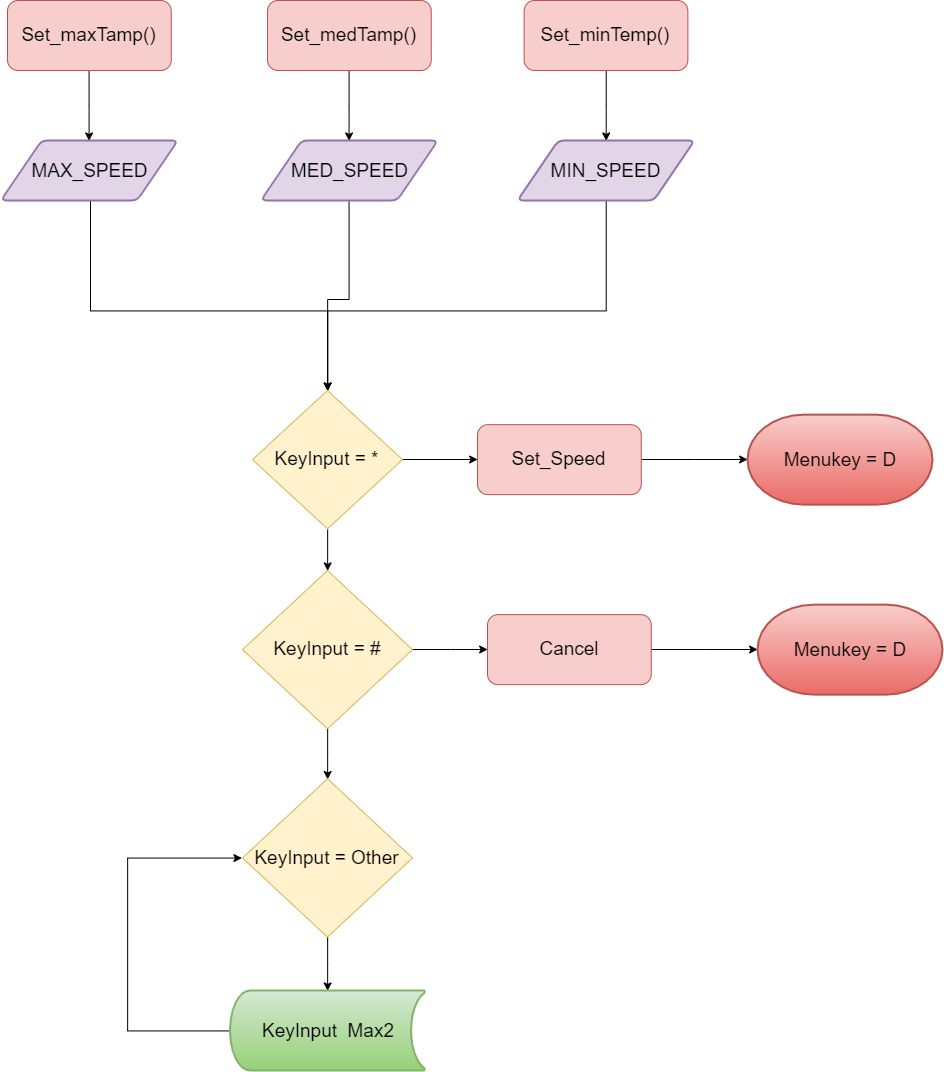 Set_maxTamp()
Set_medTamp()
Set_minTemp()
MAX_SPEED
MED_SPEED
MIN_SPEED
KeyInput = *
Set_Speed
Menukey = D
KeyInput = #
Cancel
Menukey = D
KeyInput = Other
KeyInput  Max2